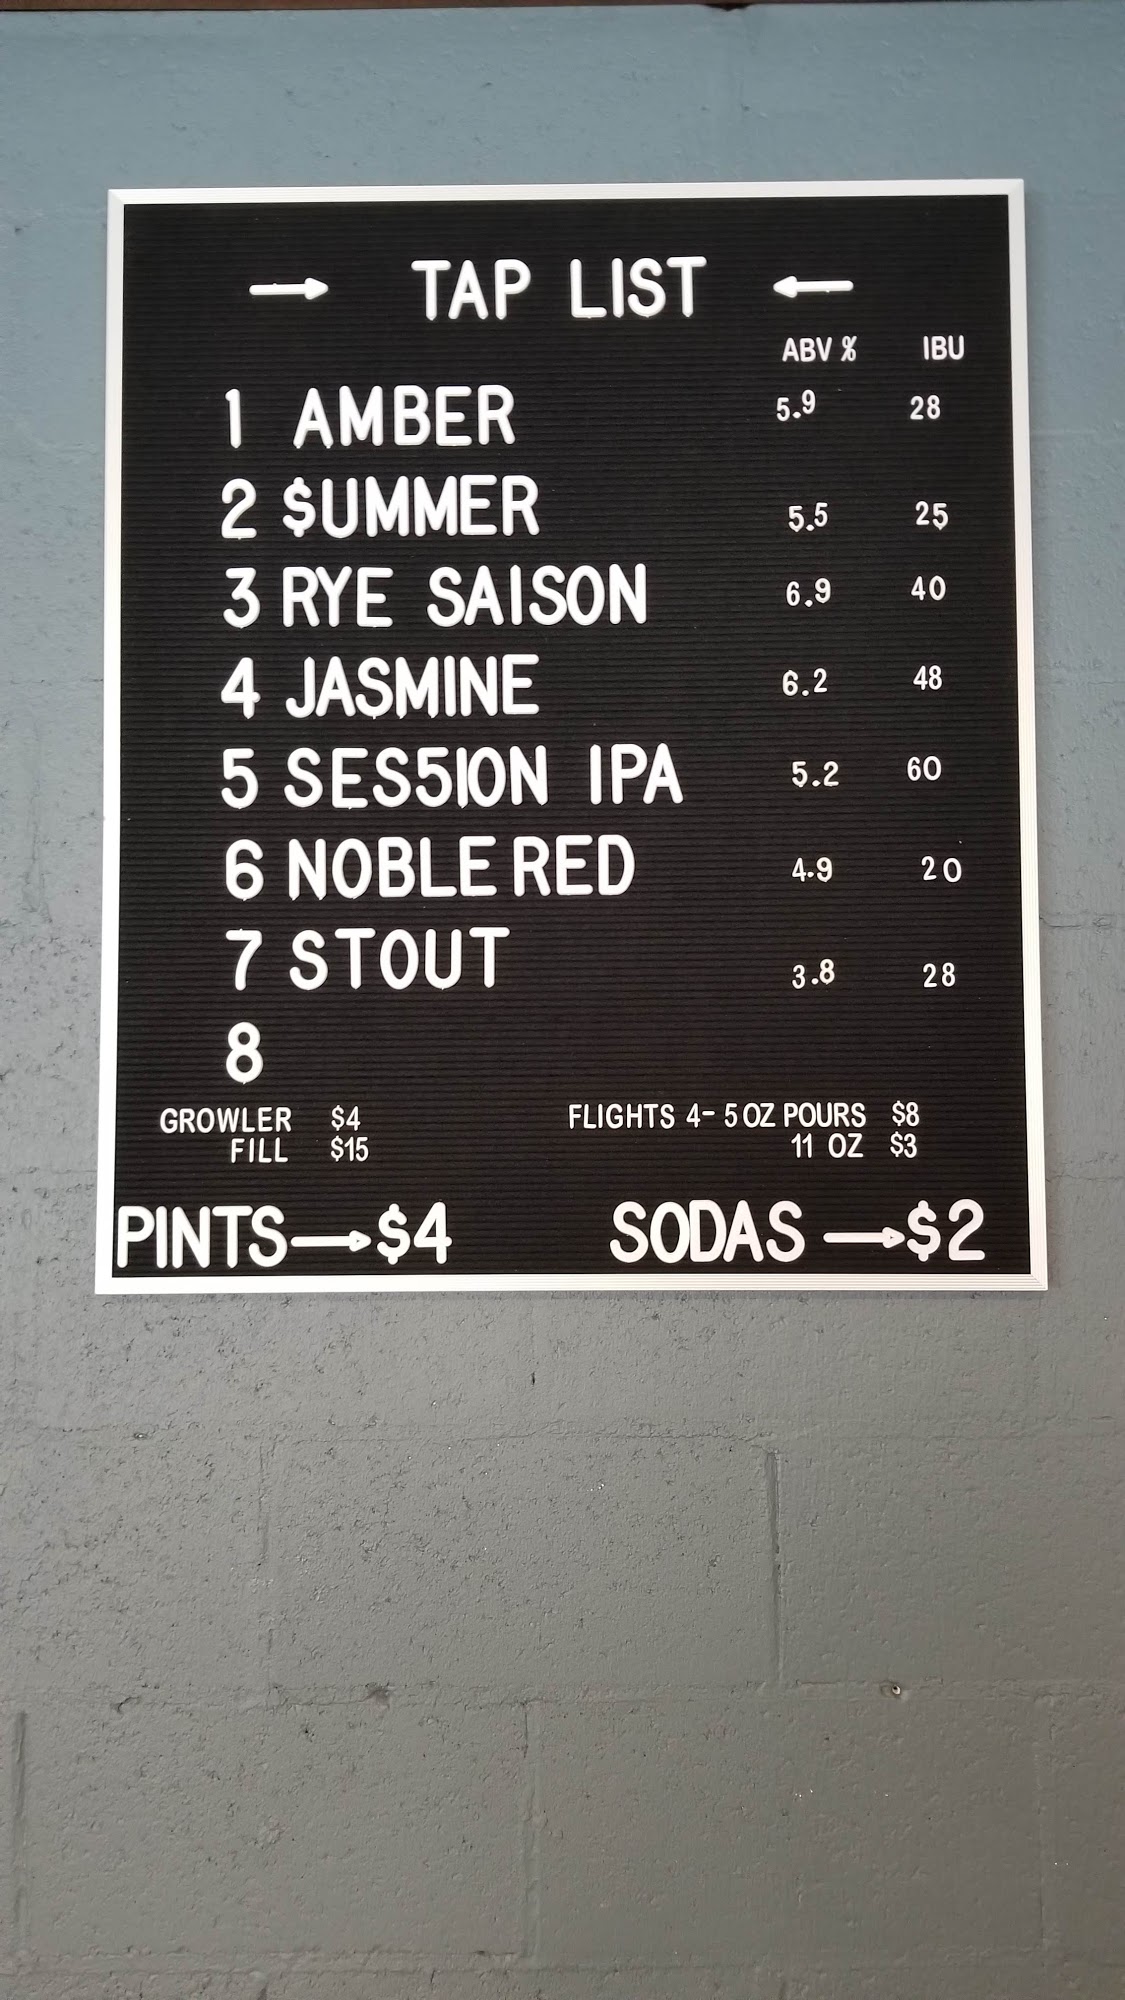 → TAP LIST ←
ABV % IBU
1 AMBER 5.9 28
2 $UMMER 5.5 25
3 RYE SAISON 6.9 40
4 JASMINE 6.2 48
5 SES5ION IPA 5.2 60
6 NOBLE RED 4.9 20
7 STOUT 3.8 28
8
GROWLER $4 FLIGHTS 4- 5 OZ POURS $8
FILL $15 11 OZ $3
PINTS→$4 SODAS →$2